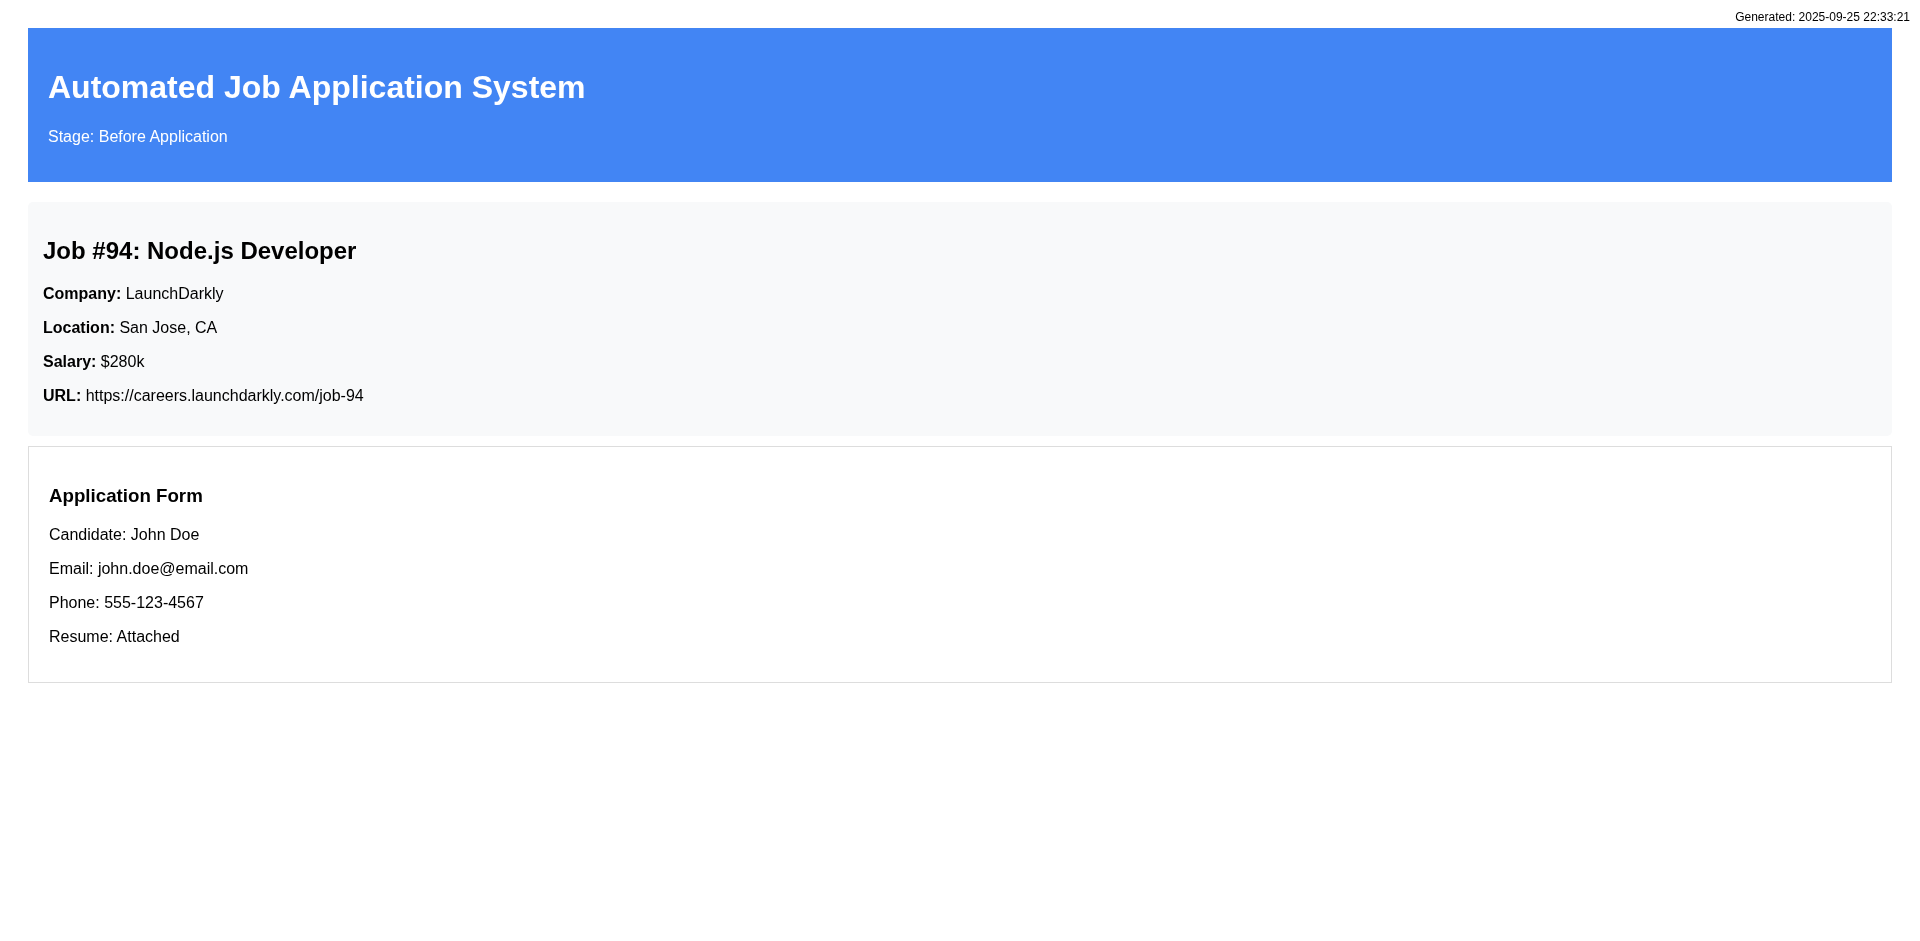 Generated: 2025-09-25 22:33:21
Automated Job Application System
Stage: Before Application
Job #94: Node.js Developer
Company: LaunchDarkly
Location: San Jose, CA
Salary: $280k
URL: https://careers.launchdarkly.com/job-94
Application Form
Candidate: John Doe
Email: john.doe@email.com
Phone: 555-123-4567
Resume: Attached